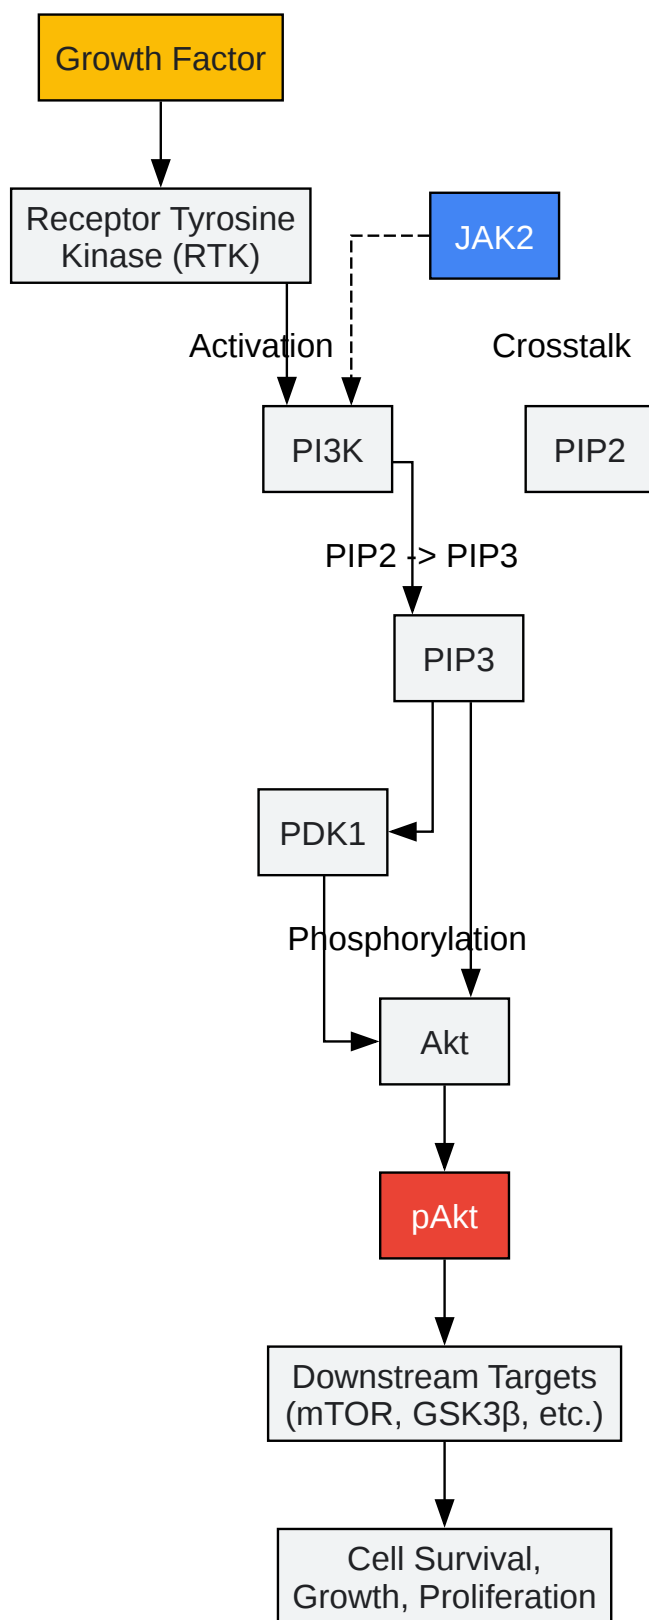 Growth Factor
Receptor Tyrosine
Kinase (RTK)
JAK2
Activation
Crosstalk
PI3K
PIP2
PIP2 -> PIP3
PIP3
PDK1
Phosphorylation
Akt
pAkt
Downstream Targets
(mTOR, GSK3β, etc.)
Cell Survival,
Growth, Proliferation